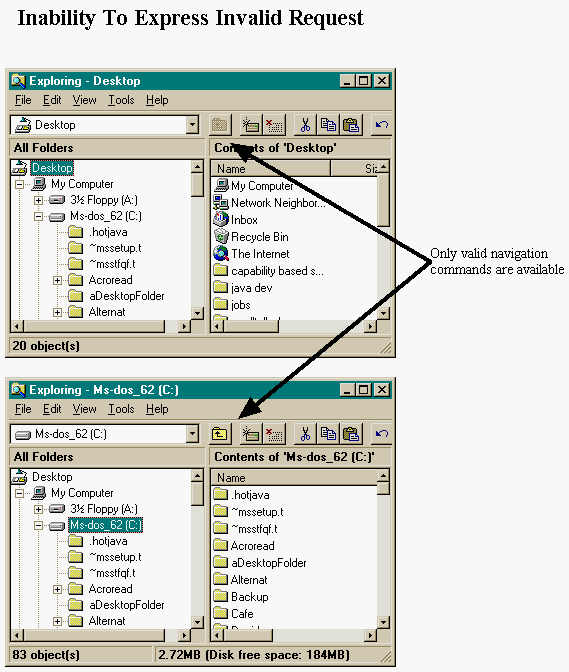 Inability To Express Invalid Request
Exploring - Desktop
File Edit View Tools Help
Desktop
All Folders
Contents of 'Desktop'
Desktop
My Computer
3½ Floppy (A:)
Ms-dos_62 (C:)
.hotjava
~mssetup.t
~msstfqf.t
Acroread
aDesktopFolder
Alternat
Name
My Computer
Network Neighbor...
Inbox
Recycle Bin
The Internet
capability based s...
java dev
jobs
20 object(s)
Only valid navigation
commands are available
Exploring - Ms-dos_62 (C:)
File Edit View Tools Help
Ms-dos_62 (C:)
All Folders
Contents of 'Ms-dos_62 (C:)'
Desktop
My Computer
3½ Floppy (A:)
Ms-dos_62 (C:)
.hotjava
~mssetup.t
~msstfqf.t
Acroread
aDesktopFolder
Alternat
Name
.hotjava
~mssetup.t
~msstfqf.t
Acroread
aDesktopFolder
Alternat
Backup
Cafe
83 object(s)
2.72MB (Disk free space: 184MB)